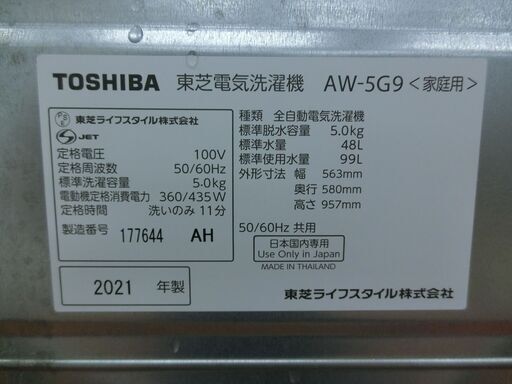 TOSHIBA 東芝電気洗濯機 AW-5G9 <家庭用>
東芝ライフスタイル株式会社
JET
定格電圧 100V
定格周波数 50/60Hz
標準洗濯容量 5.0kg
電動機定格消費電力 360/435W
定格時間 洗いのみ 11分
製造番号 177644 AH
2021 年製
種類 全自動電気洗濯機
標準脱水容量 5.0kg
標準水量 48L
標準使用水量 99L
外形寸法 幅 563mm
奥行 580mm
高さ 957mm
50/60Hz 共用
日本国内専用
Use Only in Japan
MADE IN THAILAND
東芝ライフスタイル株式会社